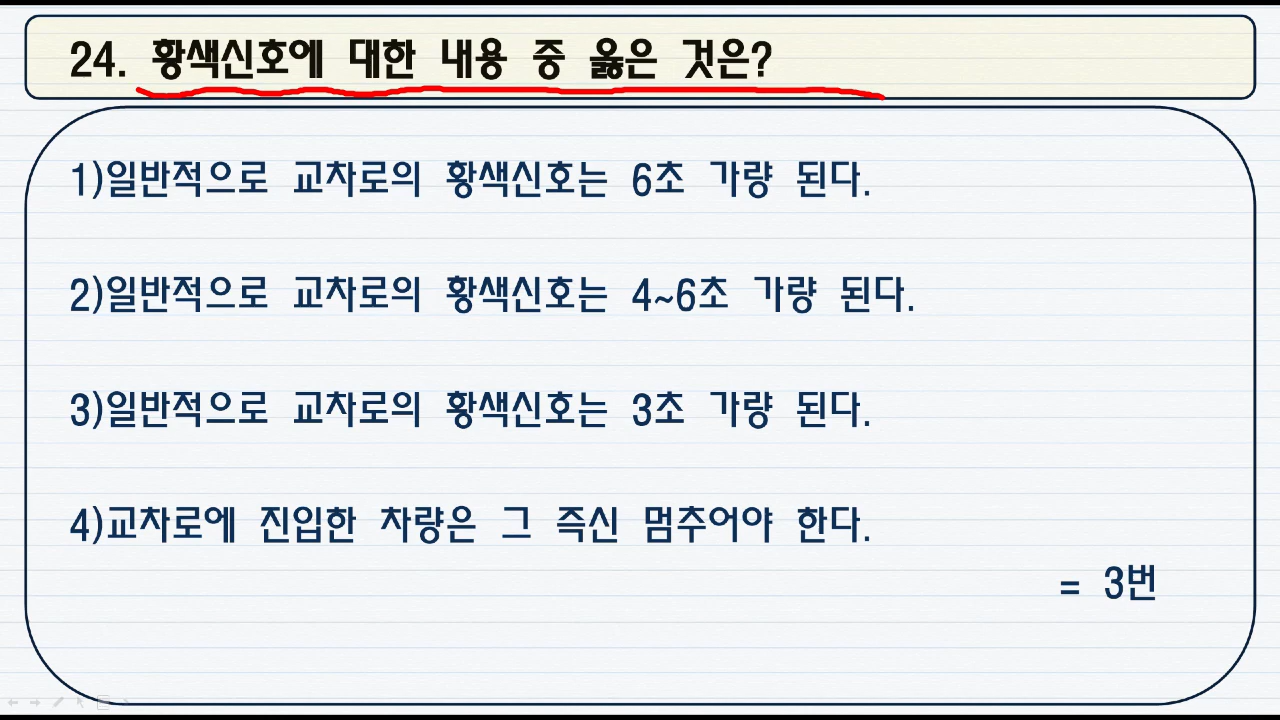 24. 황색신호에 대한 내용 중 옳은 것은?
1)일반적으로 교차로의 황색신호는 6초 가량 된다.
2)일반적으로 교차로의 황색신호는 4~6초 가량 된다.
3)일반적으로 교차로의 황색신호는 3초 가량 된다.
4)교차로에 진입한 차량은 그 즉신 멈추어야 한다.
= 3번